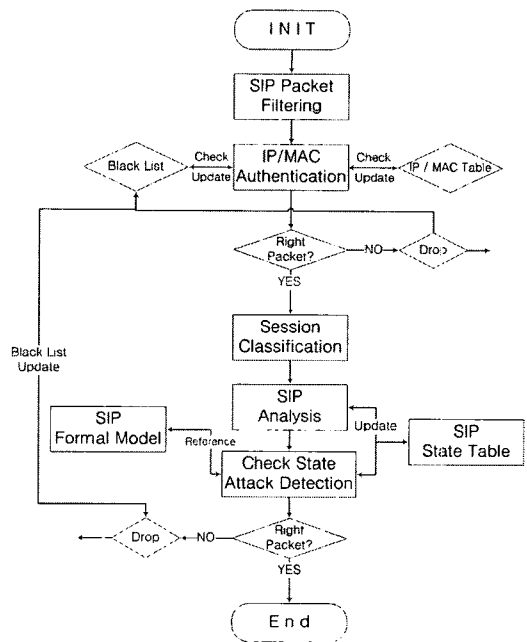 INIT
SIP Packet
Filtering
Black List
Check
Update
IP/MAC
Authentication
Check
Update
IP / MAC Table
Right
Packet?
NO
Drop
YES
Session
Classification
Black List
Update
SIP
Analysis
SIP
Formal Model
Reference
Update
SIP
State Table
Check State
Attack Detection
Drop
NO
Right
Packet?
YES
End